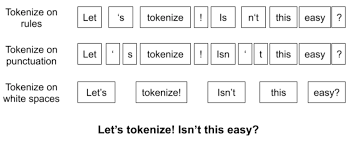 Tokenize on rules
Let 's tokenize ! Is n't this easy ?
Tokenize on punctuation
Let ' s tokenize ! Isn ' t this easy ?
Tokenize on white spaces
Let's tokenize! Isn't this easy?
Let's tokenize! Isn't this easy?